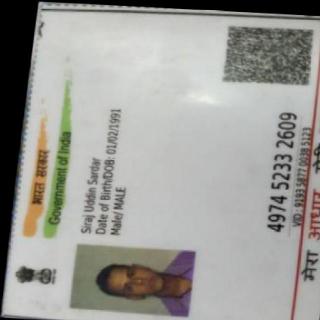 भारत सरकार
Government of India
Siraj Uddin Sardar
Date of Birth/DOB: 01/02/1991
Male/ MALE
4974 5233 2609
VID : 9193 5877 0038 5123
मेरा आधार